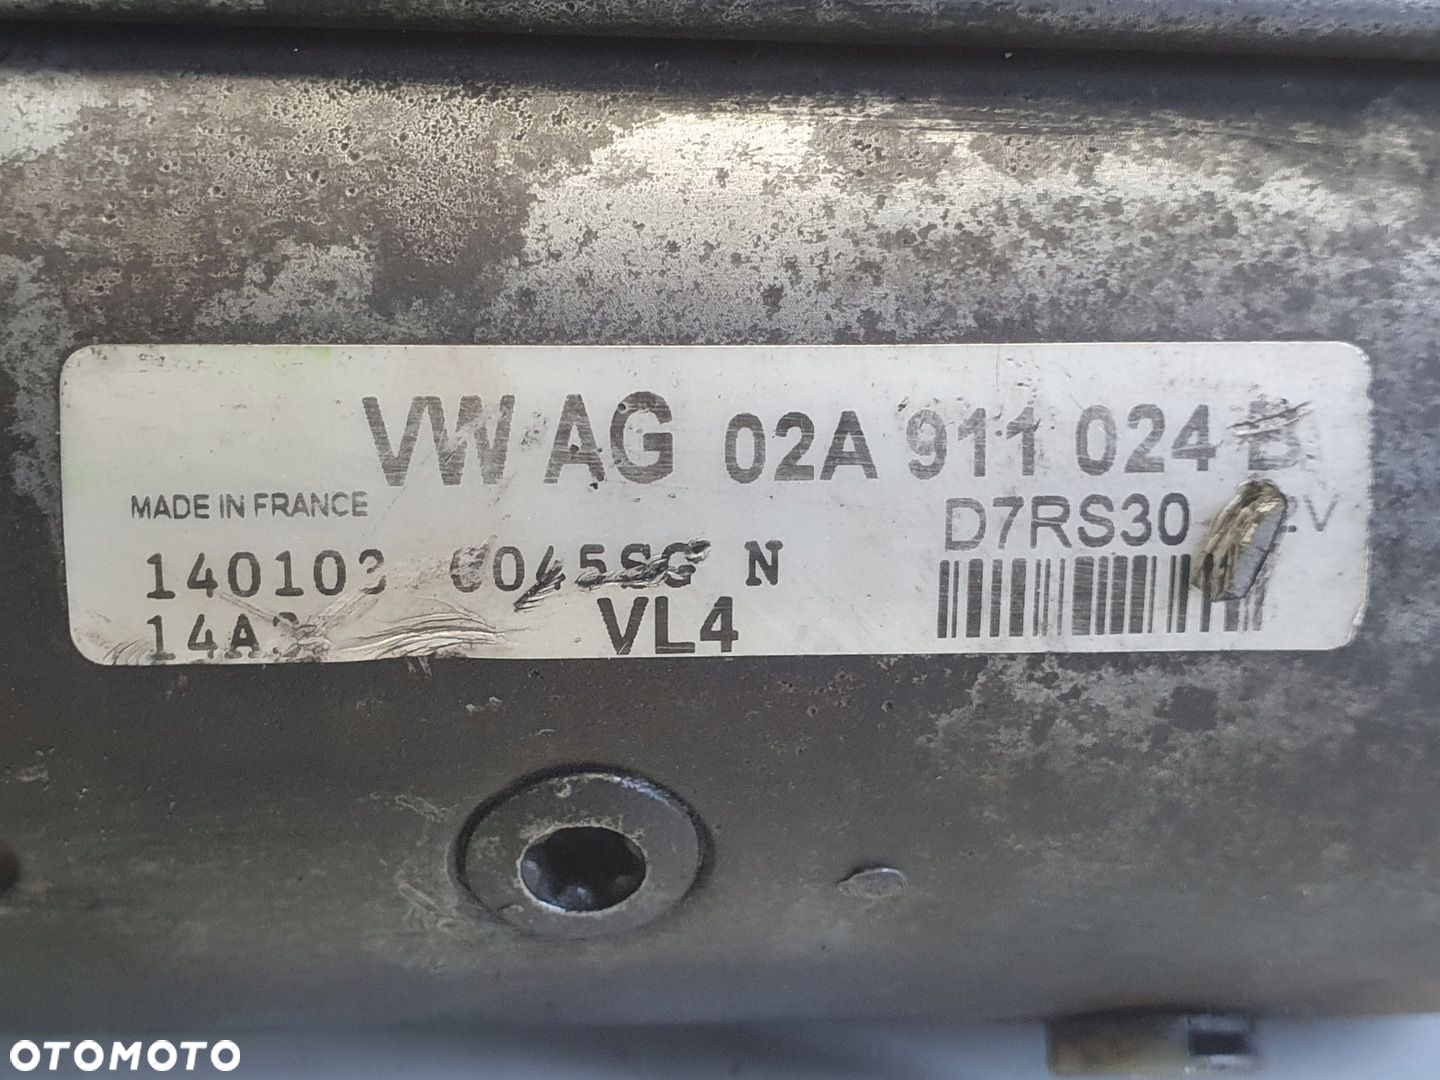 VW AG 02A 911 024 B
MADE IN FRANCE
D7RS30
N
VL4
OTOMOTO